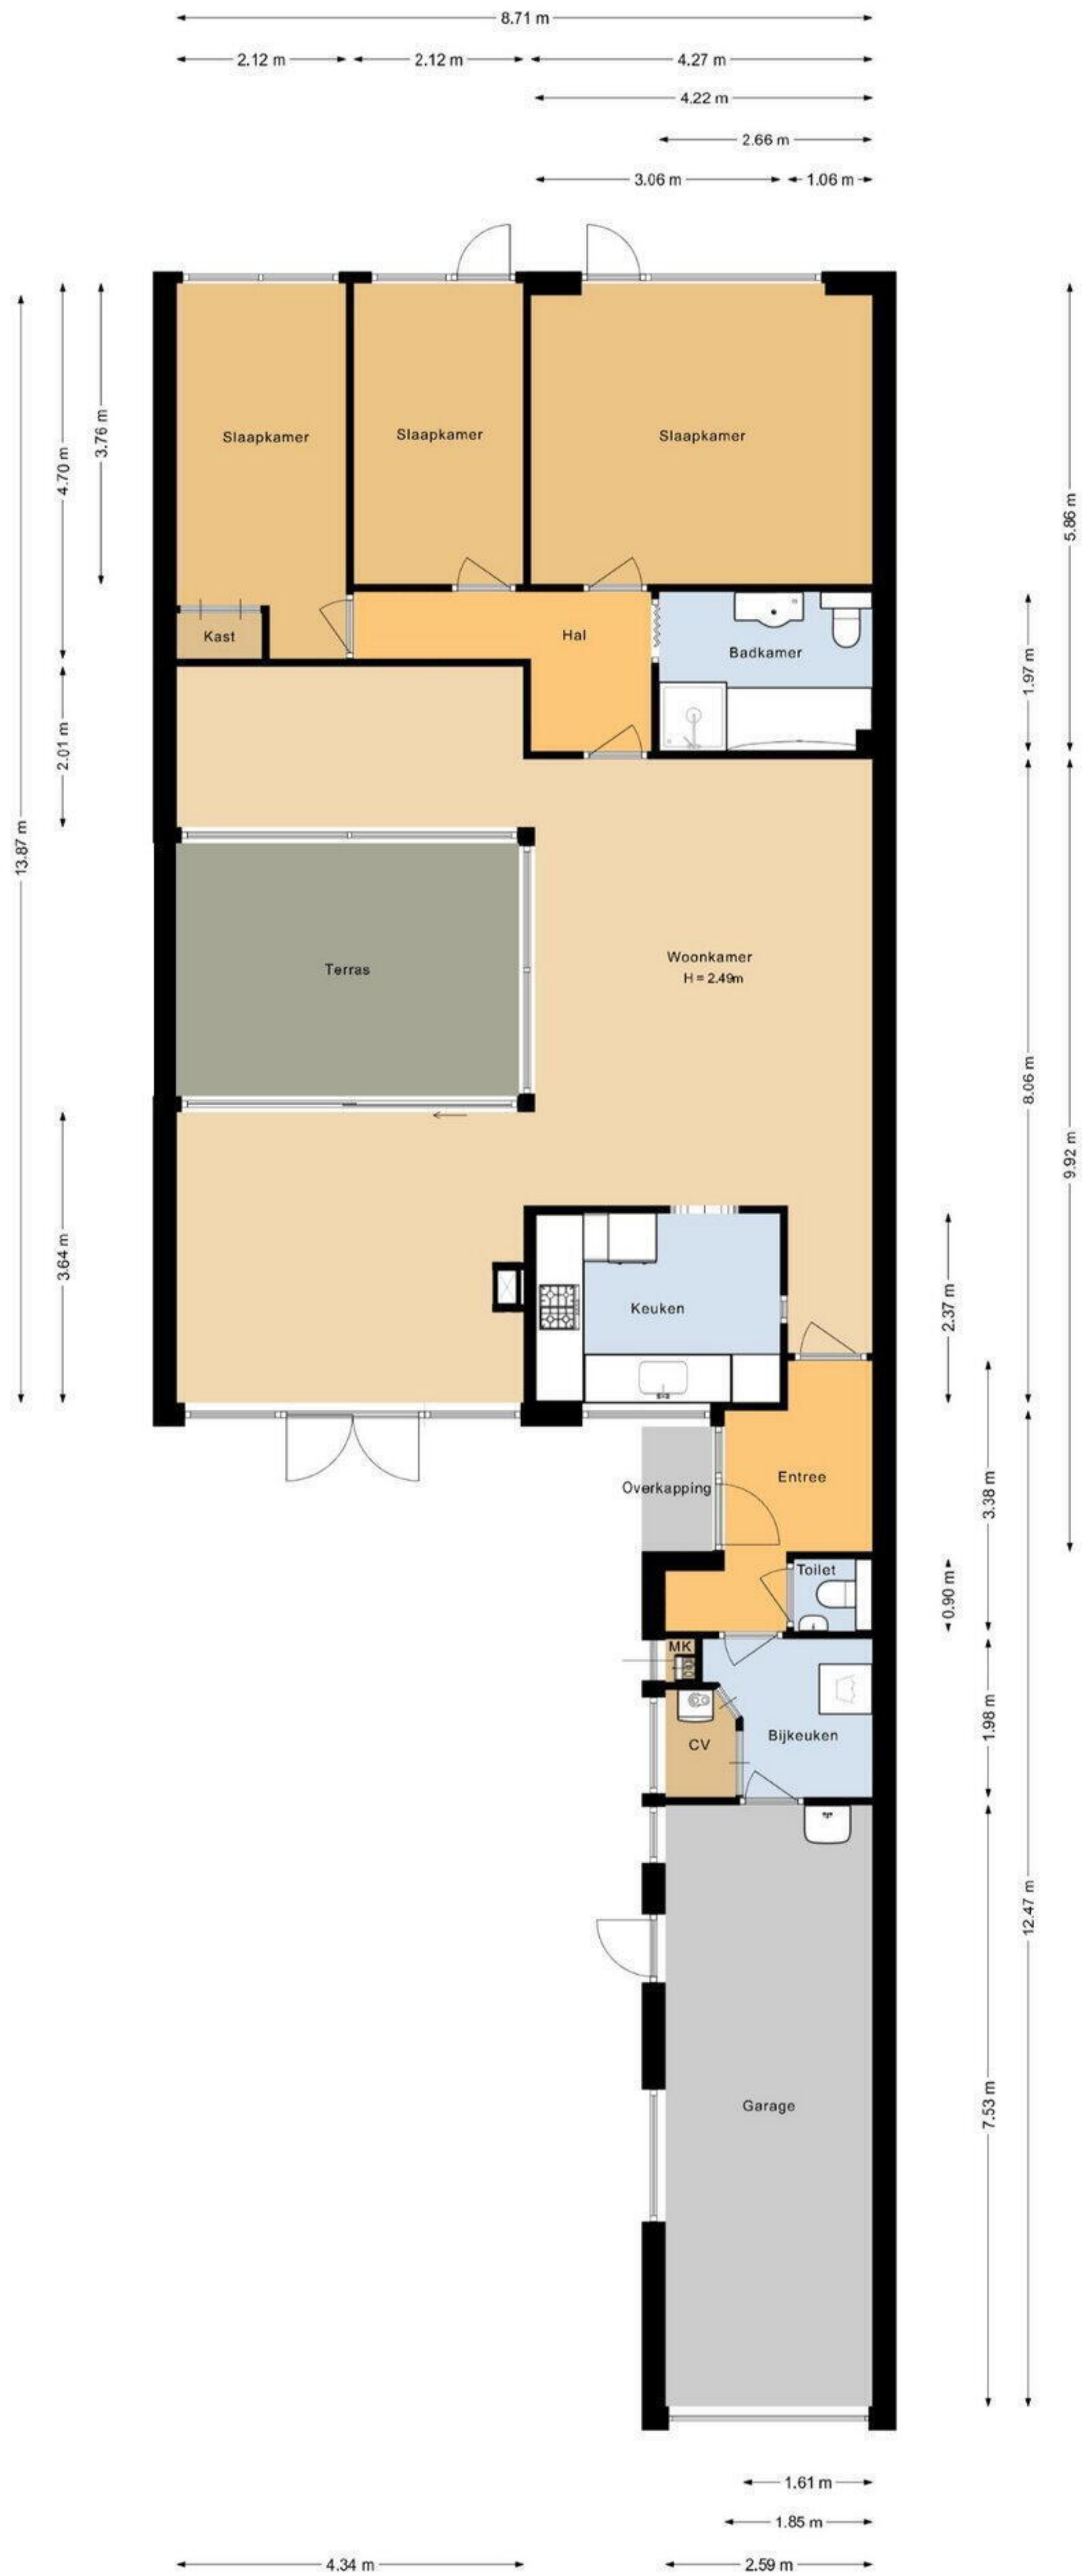 8.71 m
2.12 m
2.12 m
4.27 m
4.22 m
2.66 m
3.06 m
1.06 m
13.87 m
4.70 m
3.76 m
5.86 m
Slaapkamer
Slaapkamer
Slaapkamer
Kast
Hal
Badkamer
1.97 m
2.01 m
Terras
Woonkamer
H = 2.49m
8.06 m
9.92 m
3.64 m
Keuken
2.37 m
Overkapping
Entree
3.38 m
Toilet
0.90 m
MK
CV
Bijkeuken
1.98 m
12.47 m
Garage
7.53 m
1.61 m
1.85 m
4.34 m
2.59 m